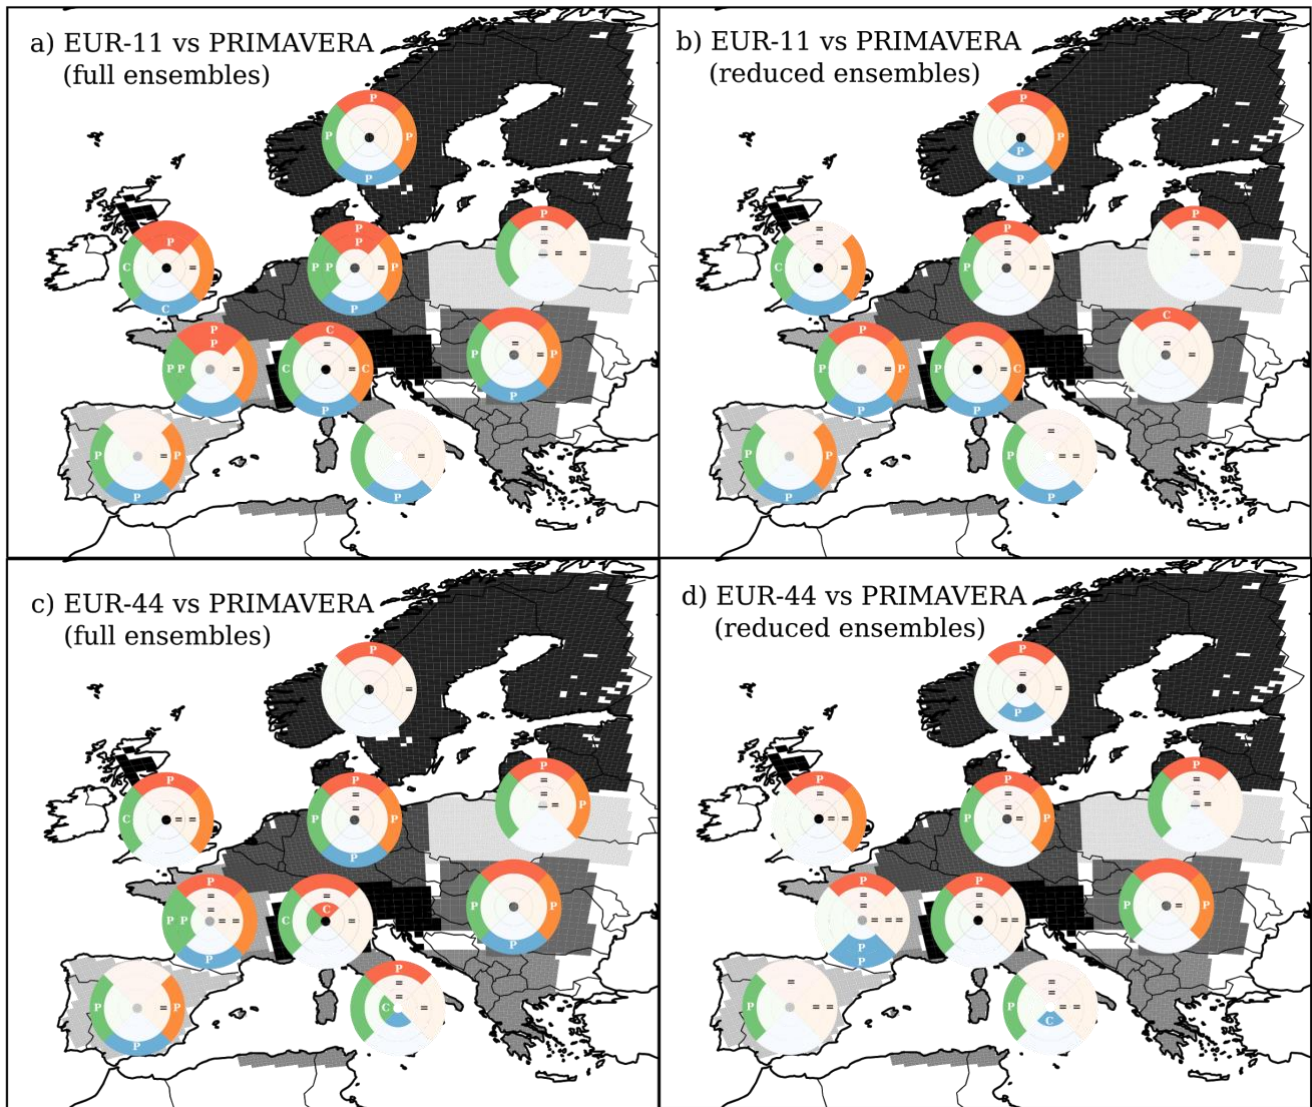 a) EUR-11 vs PRIMAVERA
(full ensembles)
P
P P
P
P
P
P
P
C =
C
P
P P = P
P
= =
=
P
P
P P =
C
=
C = C
P
=
P = P
P
P = P
P
=
P
b) EUR-11 vs PRIMAVERA
(reduced ensembles)
P
P
P
P
=
=
C =
P
=
P = =
P
=
=
= =
P
P = P
P
P
=
P = C
P
C
=
= =
P P
P
=
P = =
P
c) EUR-44 vs PRIMAVERA
(full ensembles)
P
=
P
C = =
P
=
=
P P
P
P
=
=
= P
P
=
=
P P = =
P
=
C
C =
P
P P
P
P = P
P
P
=
=
C =
d) EUR-44 vs PRIMAVERA
(reduced ensembles)
P
=
=
P
P
=
= =
P
=
=
P = P
P
=
=
P =
P
=
=
= = =
P
P
P
=
=
P
P
P = P
=
P = =
=
=
P = =
C